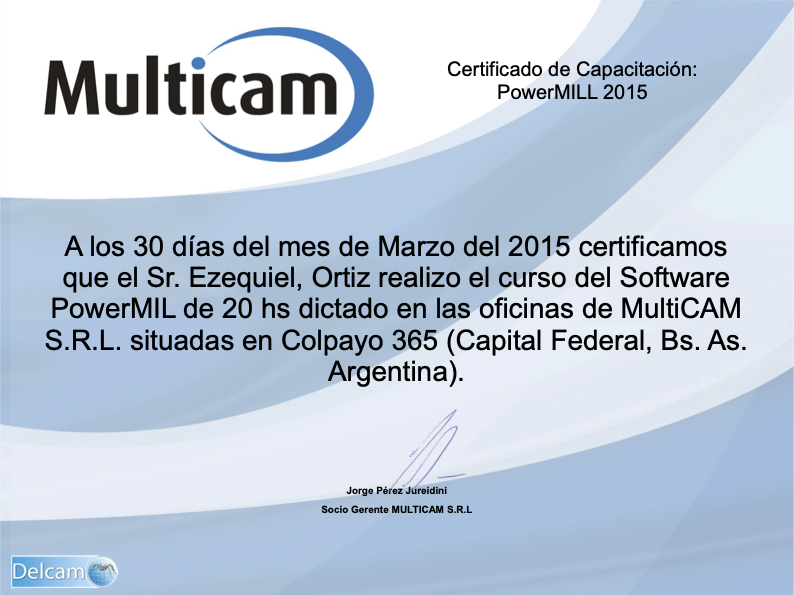 Multicam
Certificado de Capacitación:
PowerMILL 2015
A los 30 días del mes de Marzo del 2015 certificamos
que el Sr. Ezequiel, Ortiz realizo el curso del Software
PowerMIL de 20 hs dictado en las oficinas de MultiCAM
S.R.L. situadas en Colpayo 365 (Capital Federal, Bs. As.
Argentina).
Jorge Pérez Jureidini
Socio Gerente MULTICAM S.R.L
Delcam